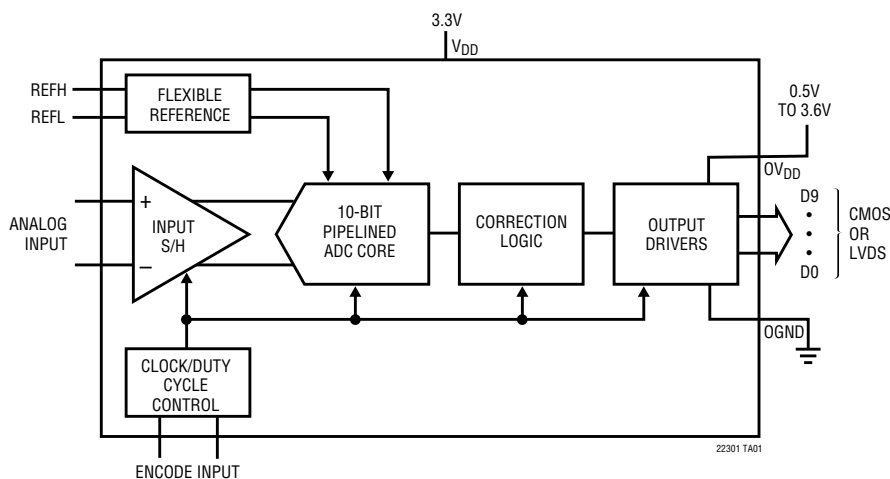 3.3V
VDD
REFH
REFL
FLEXIBLE
REFERENCE
0.5V
TO 3.6V
OVDD
ANALOG
INPUT
+
–
INPUT
S/H
10-BIT
PIPELINED
ADC CORE
CORRECTION
LOGIC
OUTPUT
DRIVERS
D9
•
•
•
D0
CMOS
OR
LVDS
OGND
CLOCK/DUTY
CYCLE
CONTROL
22301 TA01
ENCODE INPUT